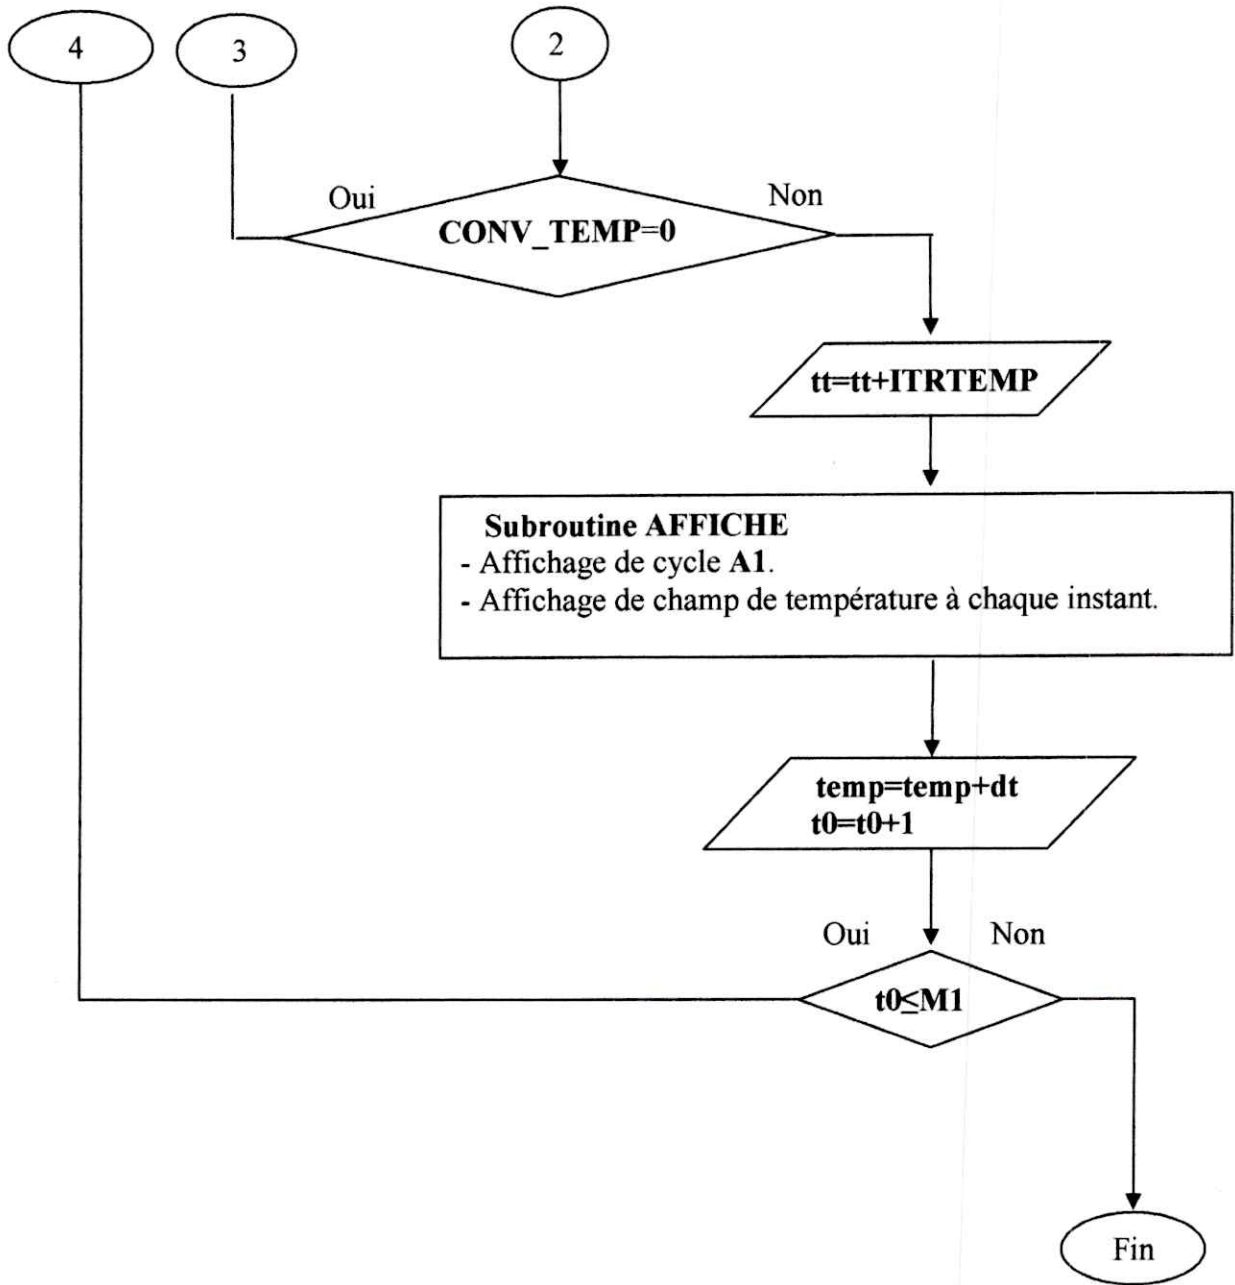 4
3
2
Oui
Non
CONV_TEMP=0
tt=tt+ITRTEMP
Subroutine AFFICHE
- Affichage de cycle A1.
- Affichage de champ de température à chaque instant.
temp=temp+dt
t0=t0+1
Oui
Non
t0≤M1
Fin